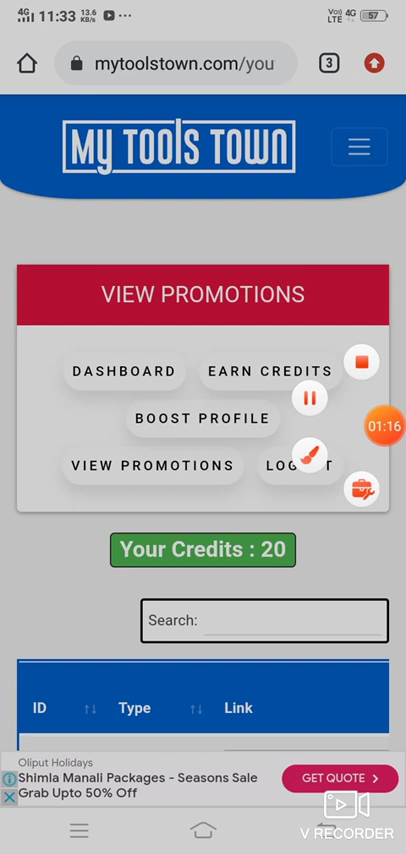 4G 11:33 13.6 KB/s Vo) LTE 4G 57
mytoolstown.com/you 3
My TOOlS TOWN
VIEW PROMOTIONS
DASHBOARD EARN CREDITS
BOOST PROFILE
01:16
VIEW PROMOTIONS
Your Credits : 20
Search:
ID Type Link
Oliput Holidays
Shimla Manali Packages - Seasons Sale
Grab Upto 50% Off
GET QUOTE
V RECORDER